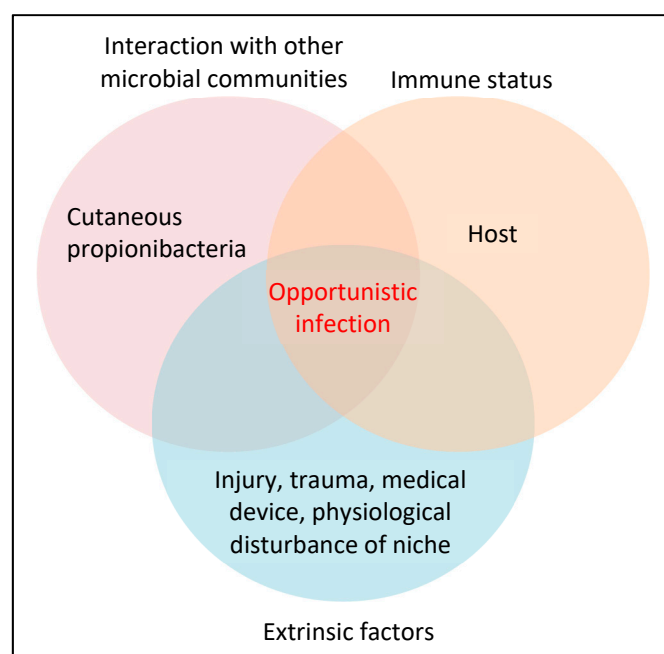 Interaction with other
microbial communities
Immune status
Cutaneous
propionibacteria
Host
Opportunistic
infection
Injury, trauma, medical
device, physiological
disturbance of niche
Extrinsic factors